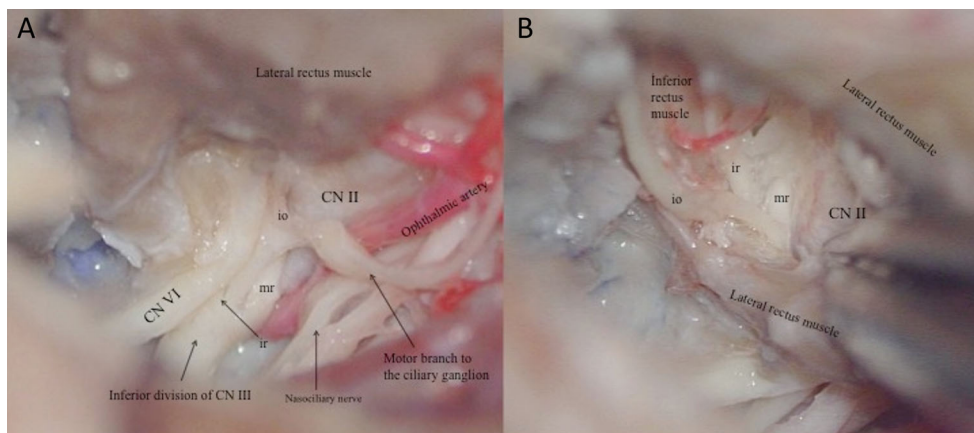 A
Lateral rectus muscle
CN II
io
Ophthalmic artery
mr
CN VI
ir
Motor branch to
the ciliary ganglion
Inferior division of CN III
Nasociliary nerve
B
Inferior
rectus
muscle
Lateral rectus muscle
ir
io
mr
CN II
Lateral rectus muscle